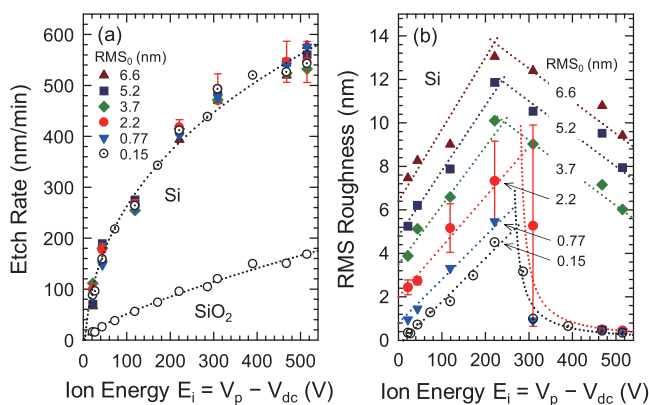 (a)
RMS0 (nm)
6.6
5.2
3.7
2.2
0.77
0.15
Si
SiO2
Etch Rate (nm/min)
600
500
400
300
200
100
0
0 100 200 300 400 500
Ion Energy Ei = Vp – Vdc (V)
(b)
Si
RMS0 (nm)
6.6
5.2
3.7
2.2
0.77
0.15
RMS Roughness (nm)
14
12
10
8
6
4
2
0
0 100 200 300 400 500
Ion Energy Ei = Vp – Vdc (V)